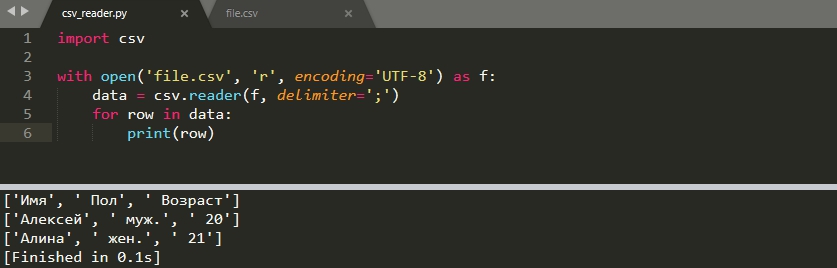 csv_reader.py × file.csv ×
1 import csv
2
3 with open('file.csv', 'r', encoding='UTF-8') as f:
4     data = csv.reader(f, delimiter=';')
5     for row in data:
6         print(row)
['Имя', ' Пол', ' Возраст']
['Алексей', ' муж.', ' 20']
['Алина', ' жен.', ' 21']
[Finished in 0.1s]